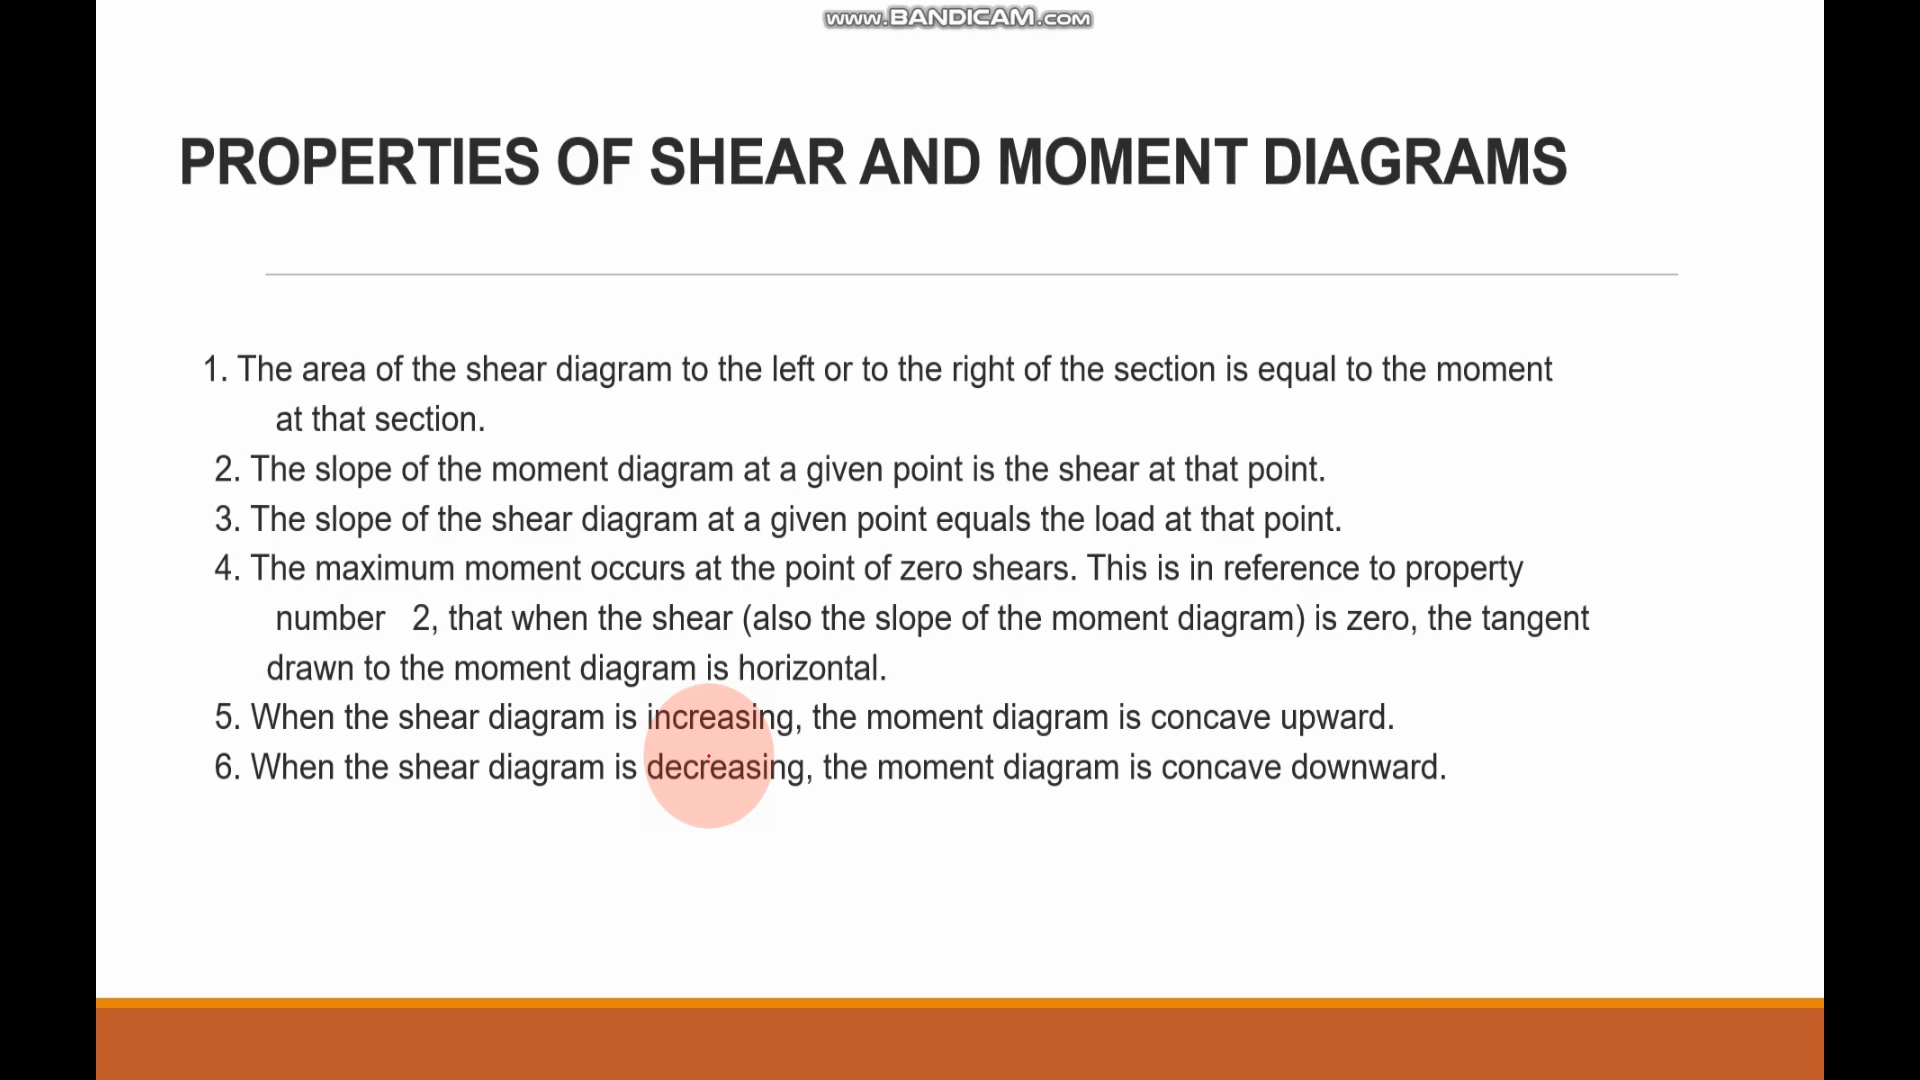 www.BANDICAM.com
PROPERTIES OF SHEAR AND MOMENT DIAGRAMS
1. The area of the shear diagram to the left or to the right of the section is equal to the moment
at that section.
2. The slope of the moment diagram at a given point is the shear at that point.
3. The slope of the shear diagram at a given point equals the load at that point.
4. The maximum moment occurs at the point of zero shears. This is in reference to property
number 2, that when the shear (also the slope of the moment diagram) is zero, the tangent
drawn to the moment diagram is horizontal.
5. When the shear diagram is increasing, the moment diagram is concave upward.
6. When the shear diagram is decreasing, the moment diagram is concave downward.